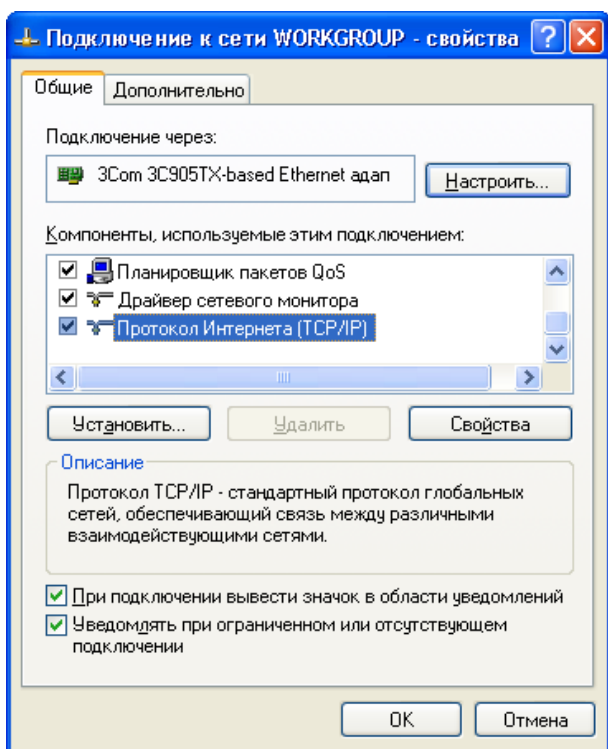 Подключение к сети WORKGROUP - свойства
Общие
Дополнительно
Подключение через:
3Com 3C905TX-based Ethernet адап
Настроить...
Компоненты, используемые этим подключением:
Планировщик пакетов QoS
Драйвер сетевого монитора
Протокол Интернета (TCP/IP)
Установить...
Удалить
Свойства
Описание
Протокол TCP/IP - стандартный протокол глобальных
сетей, обеспечивающий связь между различными
взаимодействующими сетями.
При подключении вывести значок в области уведомлений
Уведомлять при ограниченном или отсутствующем
подключении
OK
Отмена